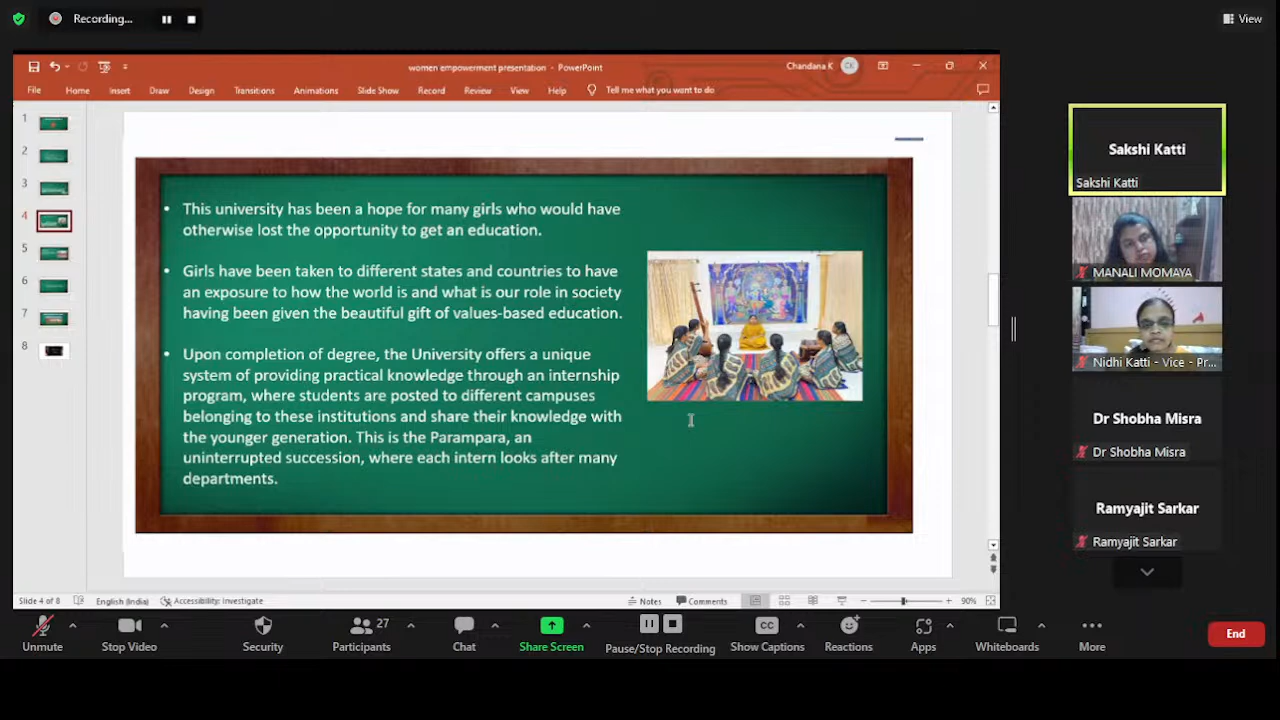 Recording...
View
women empowerment presentation - PowerPoint
Chandana K
CK
File Home Insert Draw Design Transitions Animations Slide Show Record Review View Help Tell me what you want to do
1
2
3
4
5
6
7
8
• This university has been a hope for many girls who would have
otherwise lost the opportunity to get an education.
• Girls have been taken to different states and countries to have
an exposure to how the world is and what is our role in society
having been given the beautiful gift of values-based education.
• Upon completion of degree, the University offers a unique
system of providing practical knowledge through an internship
program, where students are posted to different campuses
belonging to these institutions and share their knowledge with
the younger generation. This is the Parampara, an
uninterrupted succession, where each intern looks after many
departments.
Sakshi Katti
Sakshi Katti
MANALI MOMAYA
Nidhi Katti - Vice - Pr...
Dr Shobha Misra
Dr Shobha Misra
Ramyajit Sarkar
Ramyajit Sarkar
Slide 4 of 8 English (India) Accessibility: Investigate Notes Comments 90%
27
CC
Unmute Stop Video Security Participants Chat Share Screen Pause/Stop Recording Show Captions Reactions Apps Whiteboards More End